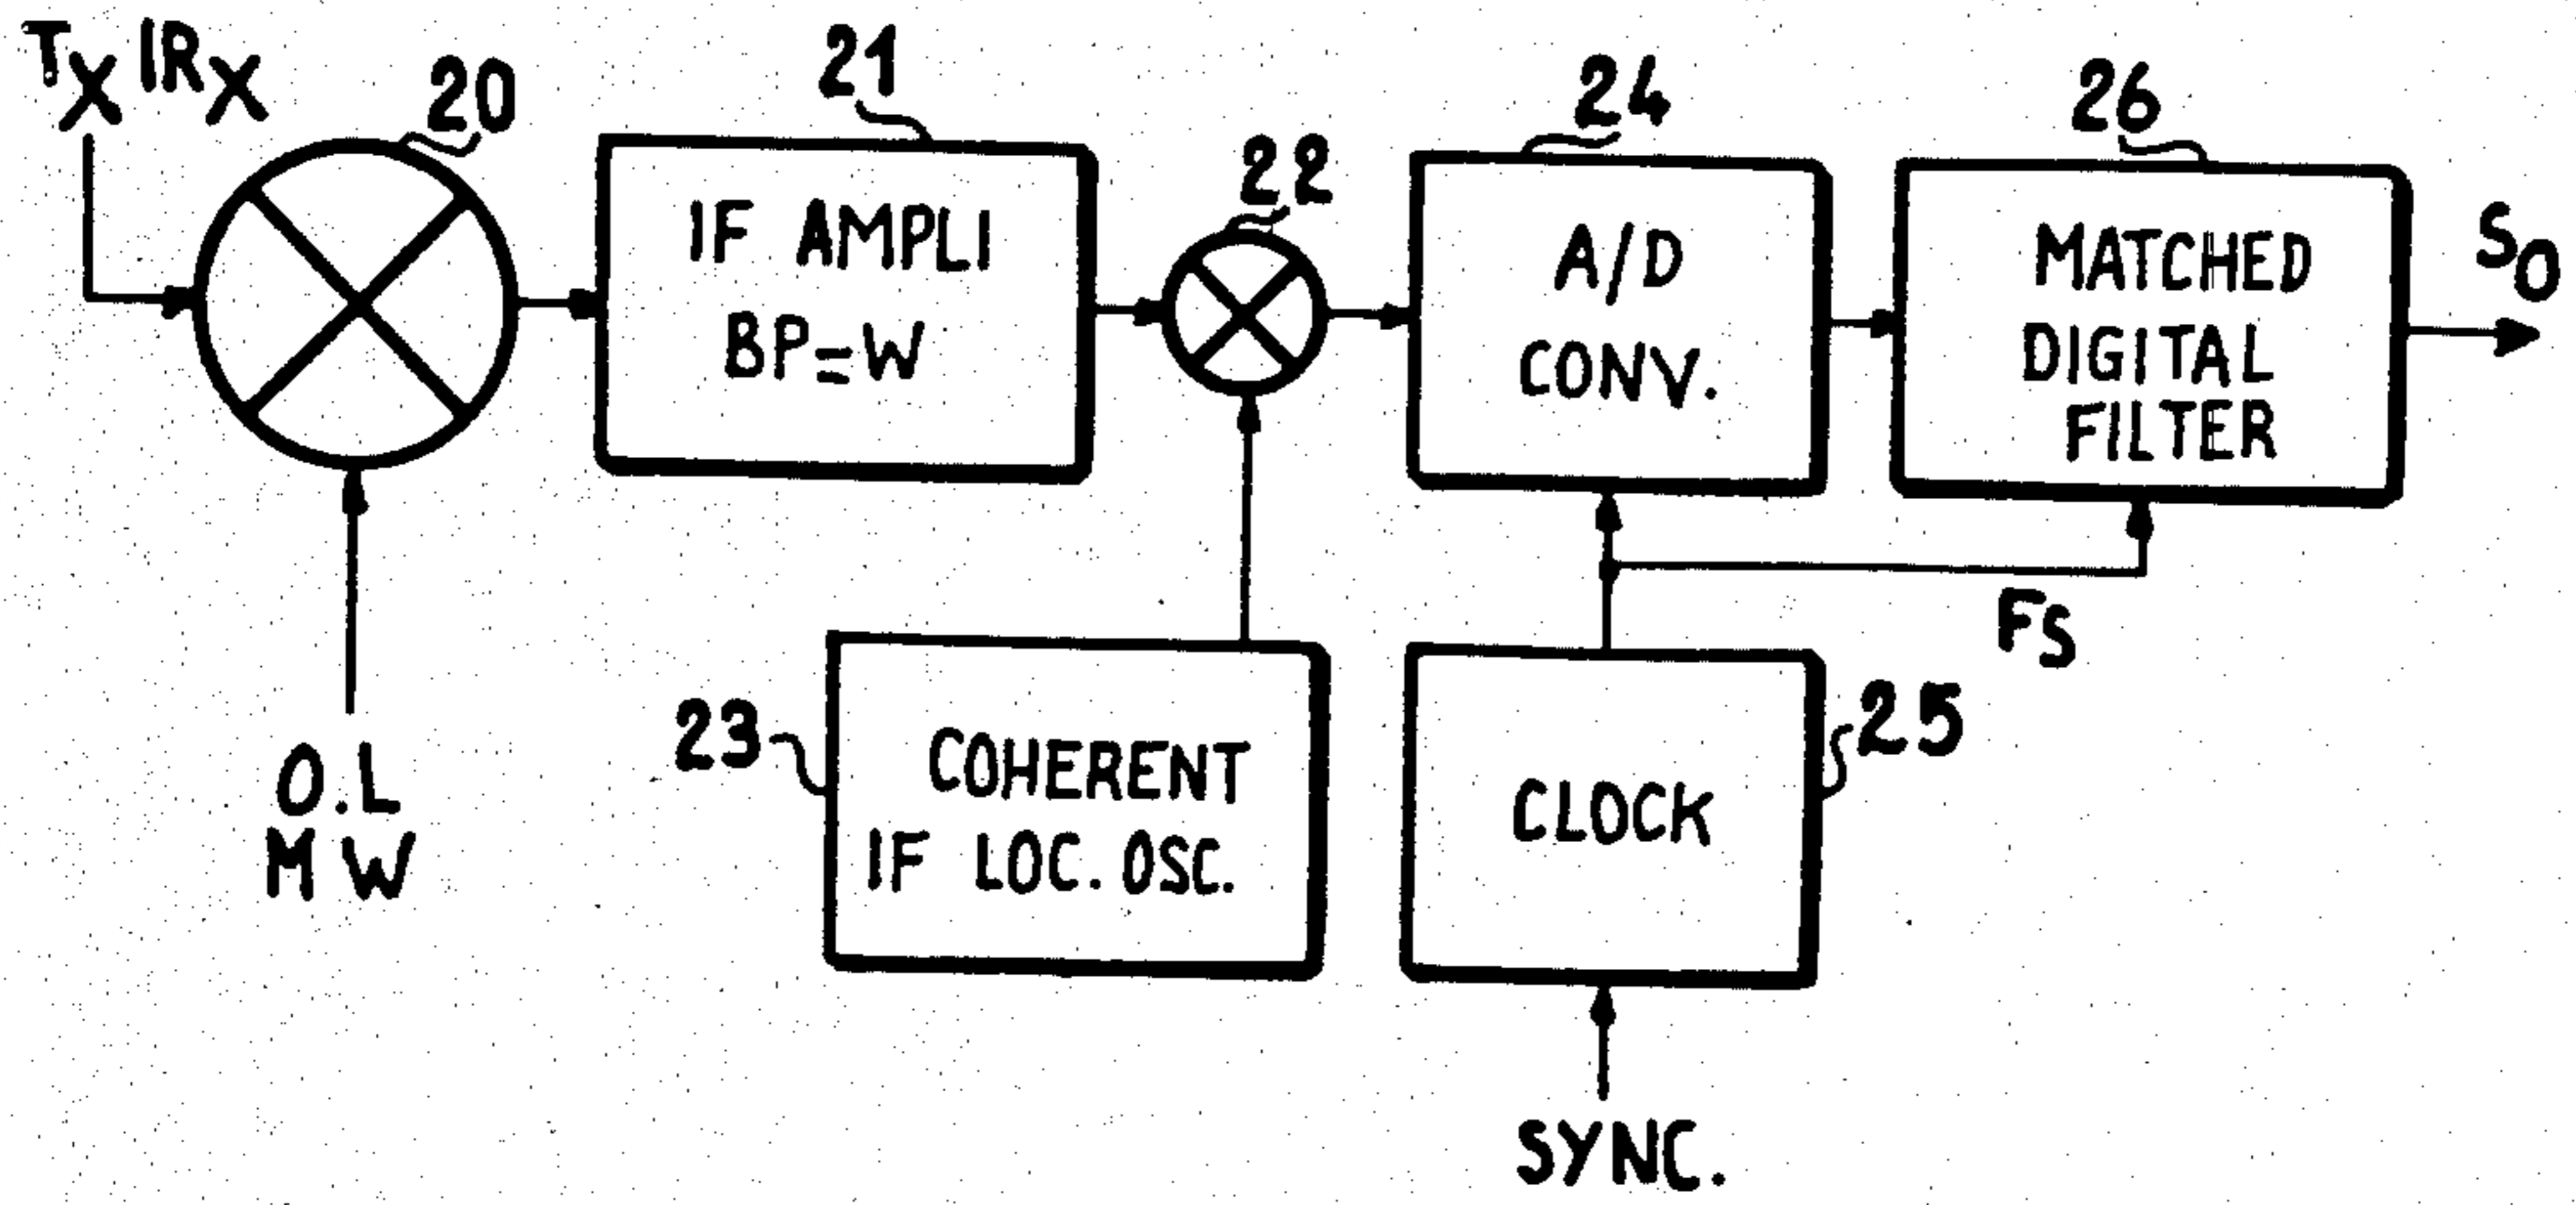 TX IRX
20
21
22
24
26
IF AMPLI
BP=W
A/D
CONV.
MATCHED
DIGITAL
FILTER
SO
FS
23
COHERENT
IF LOC. OSC.
CLOCK
25
O.L
MW
SYNC.